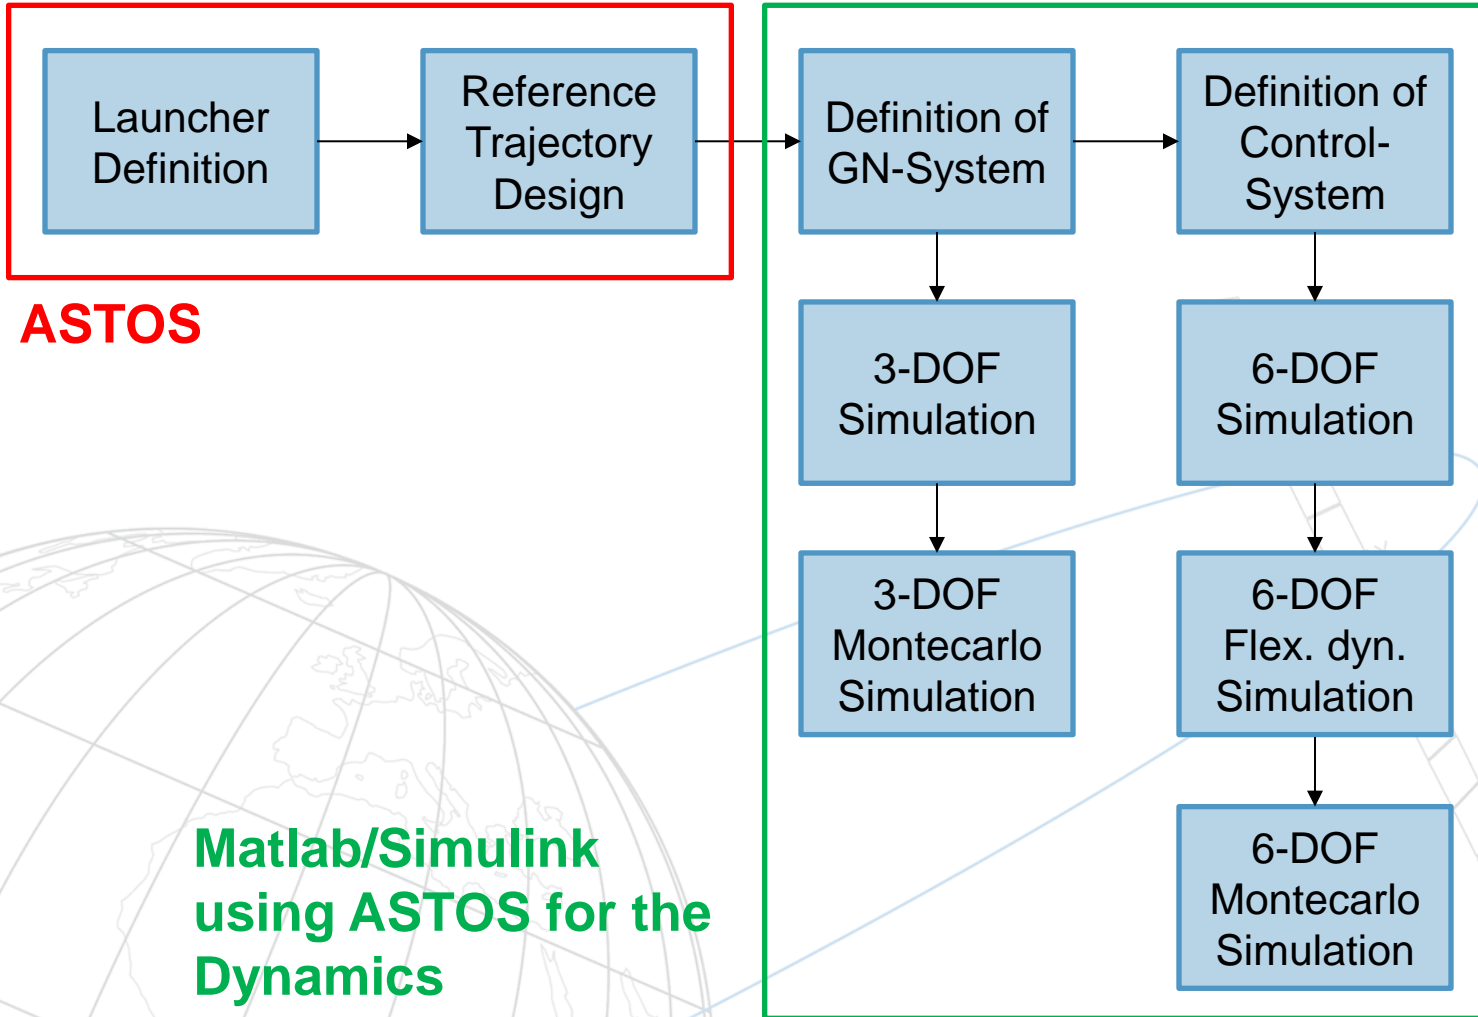 Launcher
Definition
Reference
Trajectory
Design
Definition of
GN-System
Definition of
Control-
System
ASTOS
3-DOF
Simulation
6-DOF
Simulation
3-DOF
Montecarlo
Simulation
6-DOF
Flex. dyn.
Simulation
Matlab/Simulink
using ASTOS for the
Dynamics
6-DOF
Montecarlo
Simulation